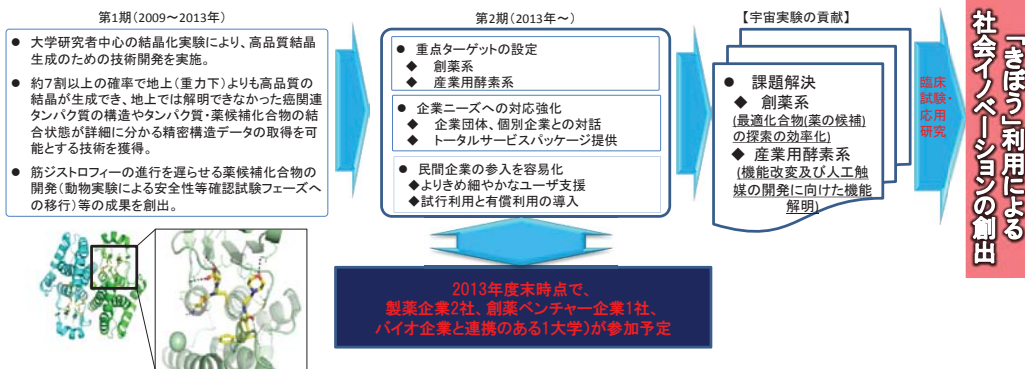 第1期(2009~2013年)
● 大学研究者中心の結晶化実験により、高品質結晶
生成のための技術開発を実施。
● 約7割以上の確率で地上(重力下)よりも高品質の
結晶が生成でき、地上では解明できなかった癌関連
タンパク質の構造やタンパク質・薬候補化合物の結
合状態が詳細に分かる精密構造データの取得を可
能とする技術を獲得。
● 筋ジストロフィーの進行を遅らせる薬候補化合物の
開発(動物実験による安全性等確認試験フェーズへ
の移行)等の成果を創出。
第2期(2013年~)
● 重点ターゲットの設定
◆ 創薬系
◆ 産業用酵素系
● 企業ニーズへの対応強化
◆ 企業団体、個別企業との対話
◆ トータルサービスパッケージ提供
● 民間企業の参入を容易化
◆よりきめ細やかなユーザ支援
◆試行利用と有償利用の導入
2013年度末時点で、
製薬企業2社、創薬ベンチャー企業1社、
バイオ企業と連携のある1大学)が参加予定
【宇宙実験の貢献】
● 課題解決
◆ 創薬系
(最適化合物(薬の候補)
の探索の効率化)
◆ 産業用酵素系
(機能改変及び人工触
媒の開発に向けた機能
解明)
臨床
試験・
応用
研究
「きぼう」利用による
社会イノベーションの創出